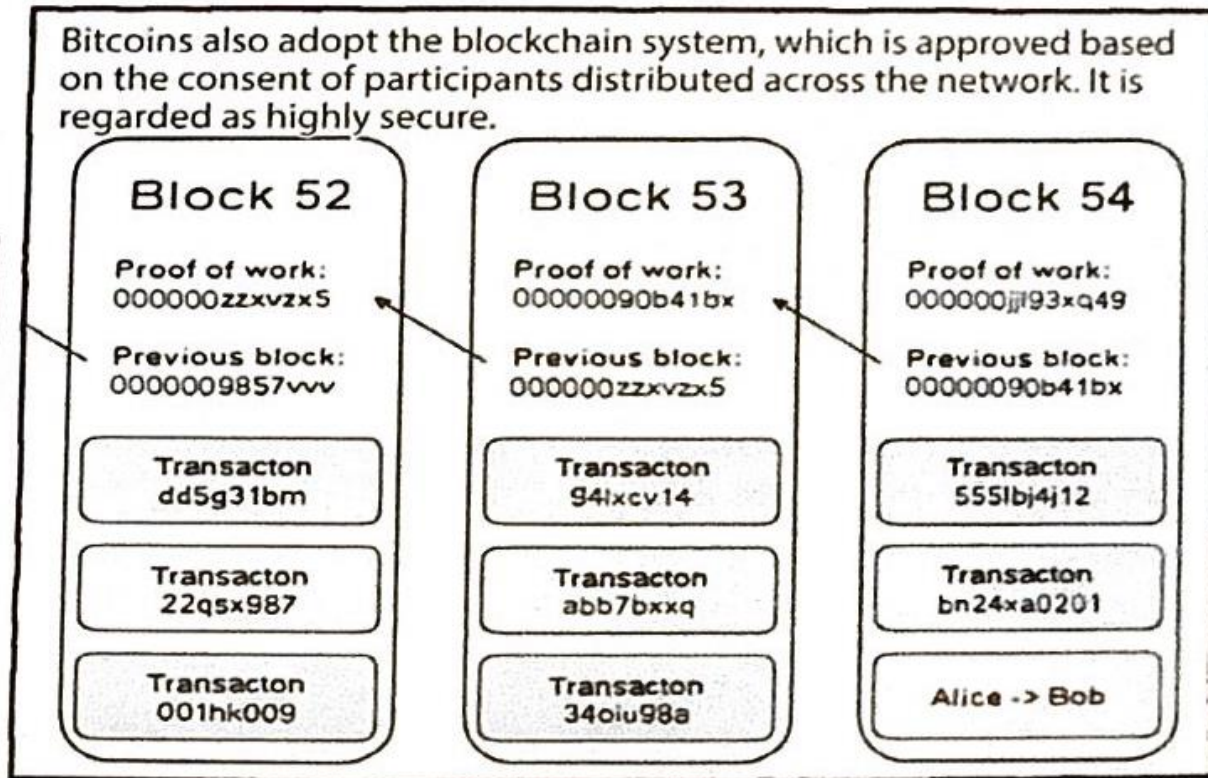 Bitcoins also adopt the blockchain system, which is approved based
on the consent of participants distributed across the network. It is
regarded as highly secure.
Block 52
Proof of work:
000000zzxvzx5
Previous block:
0000009857vvv
Transacton
dd5g31bm
Transacton
22qsx987
Transacton
001hk009
Block 53
Proof of work:
00000090b41bx
Previous block:
000000zzxvzx5
Transacton
94lxcv14
Transacton
abb7bxxq
Transacton
34oiu98a
Block 54
Proof of work:
000000jjl93xq49
Previous block:
00000090b41bx
Transacton
555lbj4j12
Transacton
bn24xa0201
Alice -> Bob